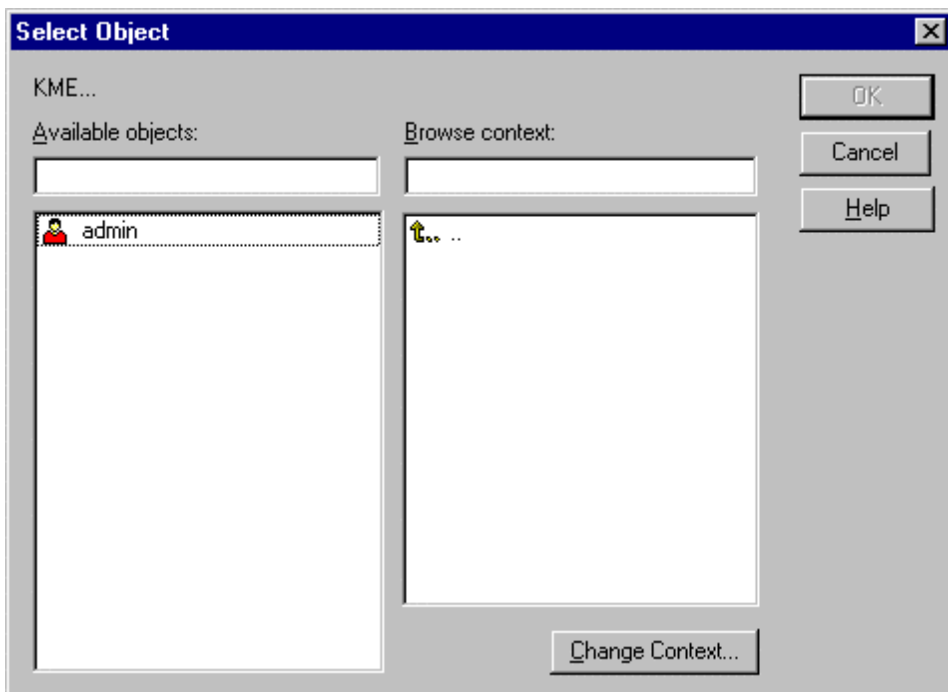 Select Object
KME...
Available objects:
Browse context:
admin
..
OK
Cancel
Help
Change Context...